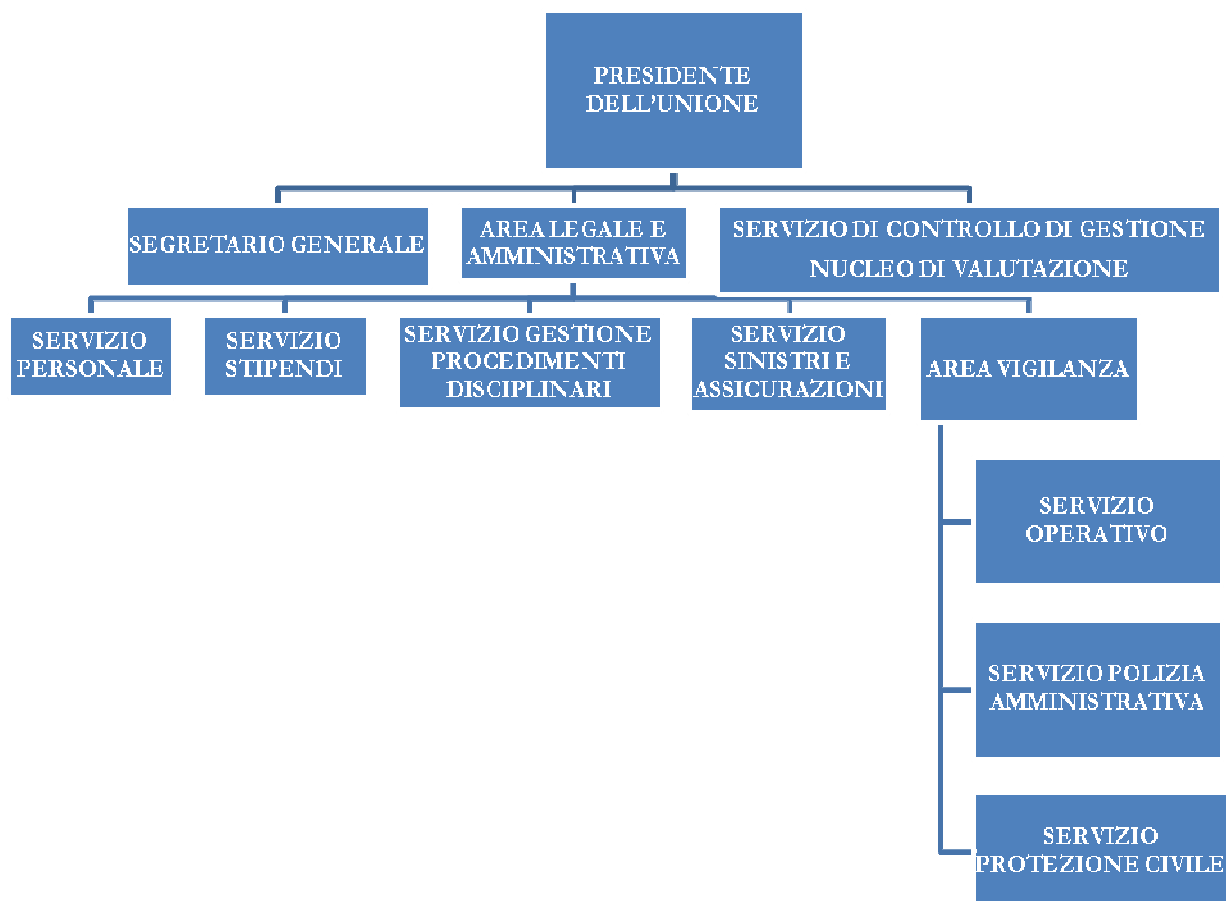 PRESIDENTE
DELL'UNIONE
SEGRETARIO GENERALE
AREA LEGALE E
AMMINISTRATIVA
SERVIZIO DI CONTROLLO DI GESTIONE
NUCLEO DI VALUTAZIONE
SERVIZIO
PERSONALE
SERVIZIO
STIPENDI
SERVIZIO GESTIONE
PROCEDIMENTI
DISCIPLINARI
SERVIZIO
SINISTRI E
ASSICURAZIONI
AREA VIGILANZA
SERVIZIO
OPERATIVO
SERVIZIO POLIZIA
AMMINISTRATIVA
SERVIZIO
PROTEZIONE CIVILE